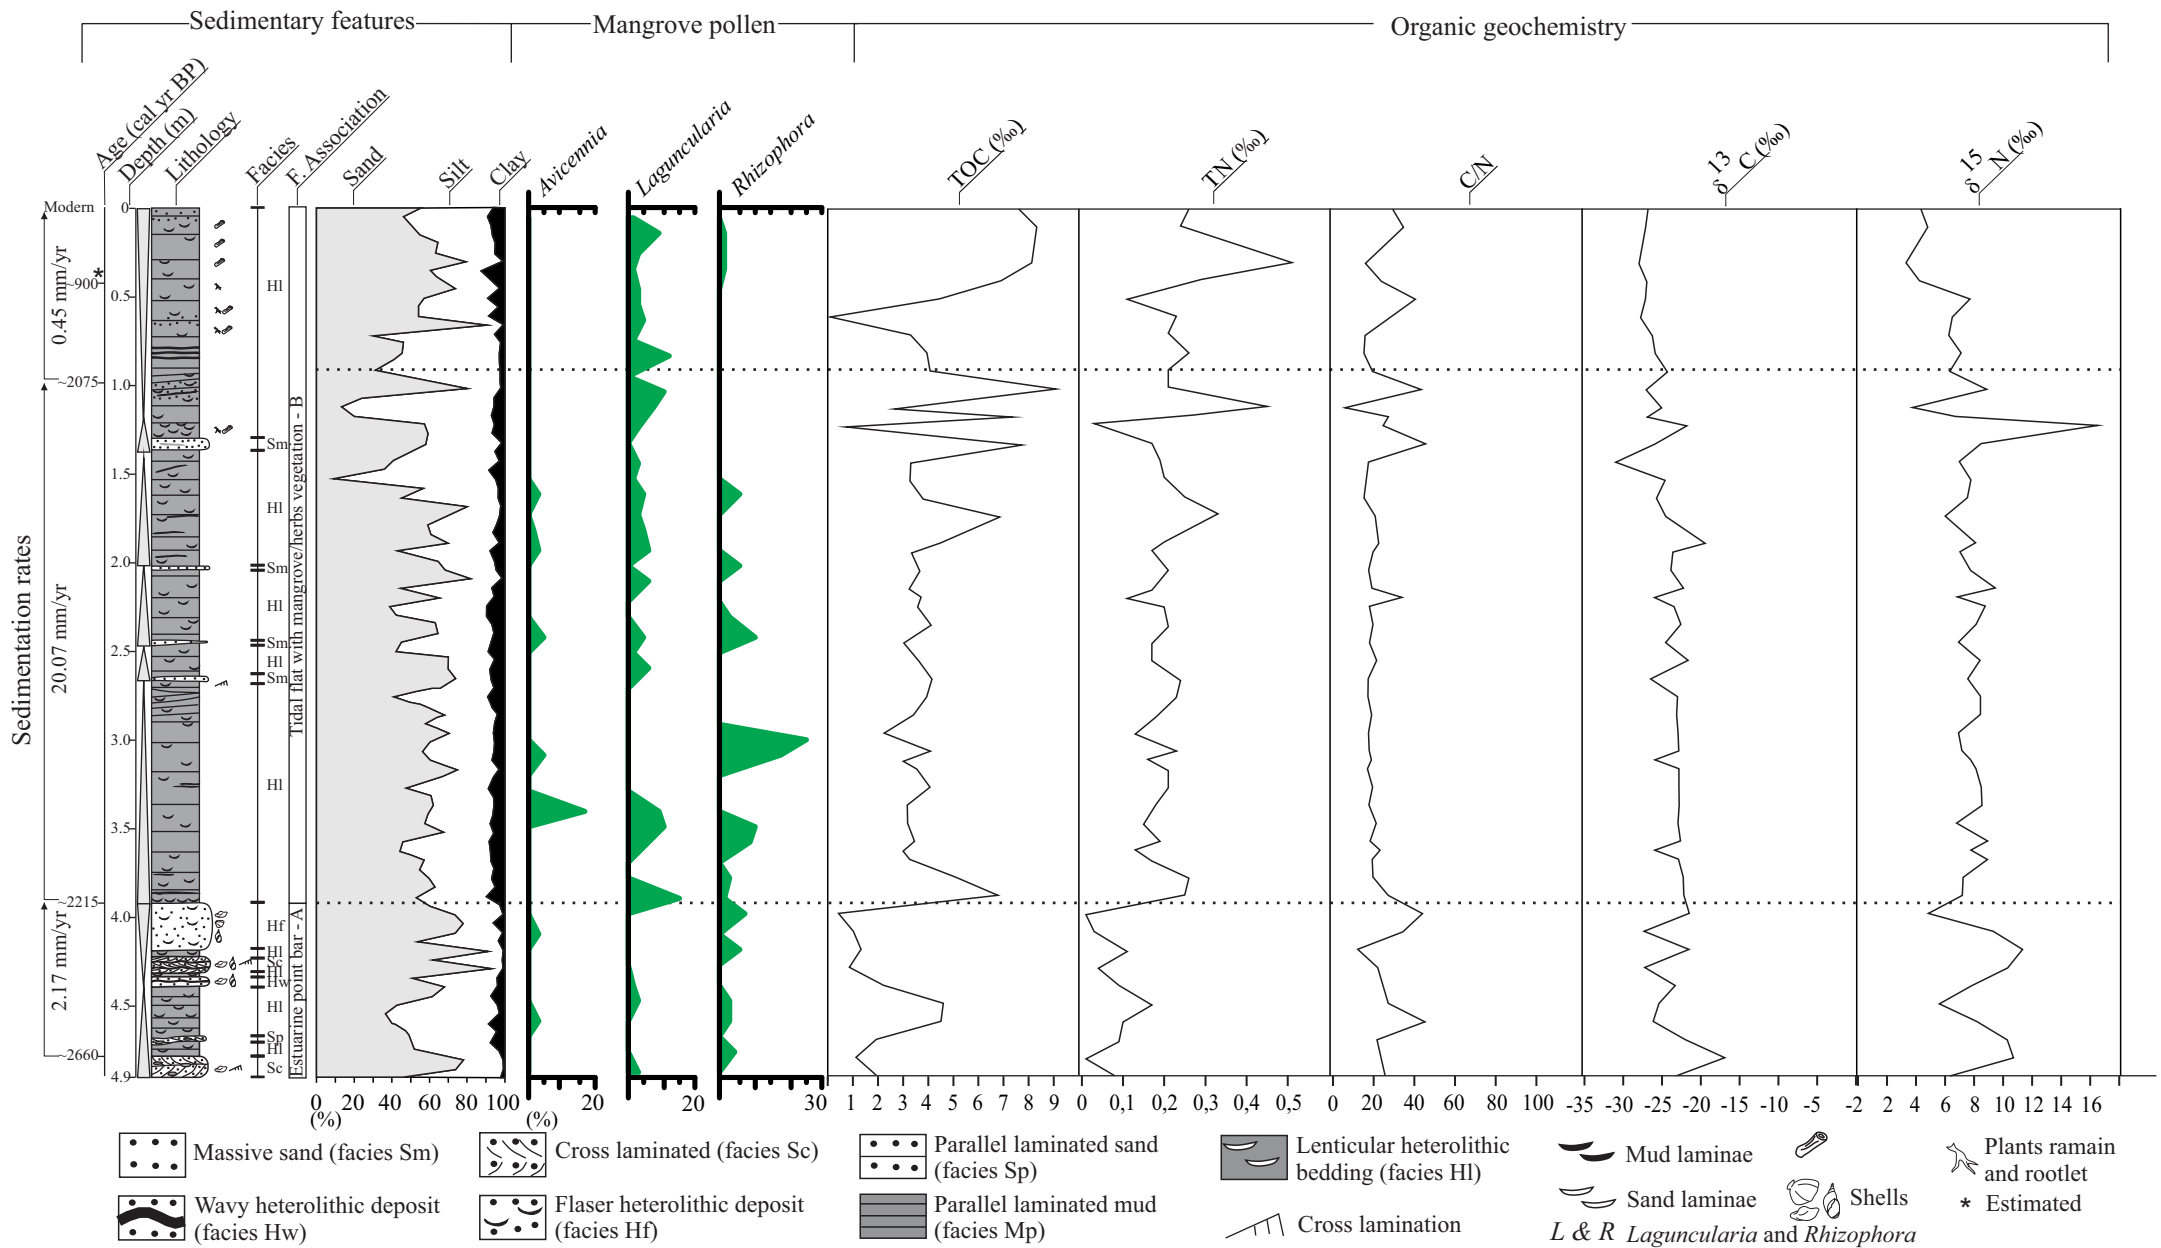 Sedimentary features
Mangrove pollen
Organic geochemistry
Age (cal yr BP)
Depth (m)
Lithology
Facies
F. Association
Sand
Silt
Clay
Avicennia
Laguncularia
Rhizophora
TOC (‰)
TN (‰)
C/N
δ13C (‰)
δ15N (‰)
Sedimentation rates
0.45 mm/yr
20.07 mm/yr
2.17 mm/yr
Modern
*
~900
~2075
~2215
~2660
0
0.5
1.0
1.5
2.0
2.5
3.0
3.5
4.0
4.5
4.9
Hl
Sm
Hl
Sm
Hl
Sm
Hl
Sm
Hl
Hf
Hl
Sc
Hl
Hw
Hl
Sp
Hl
Sc
Tidal flat with mangrove/herbs vegetation - B
Estuarine point bar - A
0 20 40 60 80 100
(%)
20
(%)
20
30
1 2 3 4 5 6 7 8 9
0 0,1 0,2 0,3 0,4 0,5
0 20 40 60 80 100
-35 -30 -25 -20 -15 -10 -5
-2 2 4 6 8 10 12 14 16
Massive sand (facies Sm)
Wavy heterolithic deposit
(facies Hw)
Cross laminated (facies Sc)
Flaser heterolithic deposit
(facies Hf)
Parallel laminated sand
(facies Sp)
Parallel laminated mud
(facies Mp)
Lenticular heterolithic
bedding (facies Hl)
Cross lamination
Mud laminae
Sand laminae
Shells
L & R Laguncularia and Rhizophora
Plants ramain
and rootlet
* Estimated